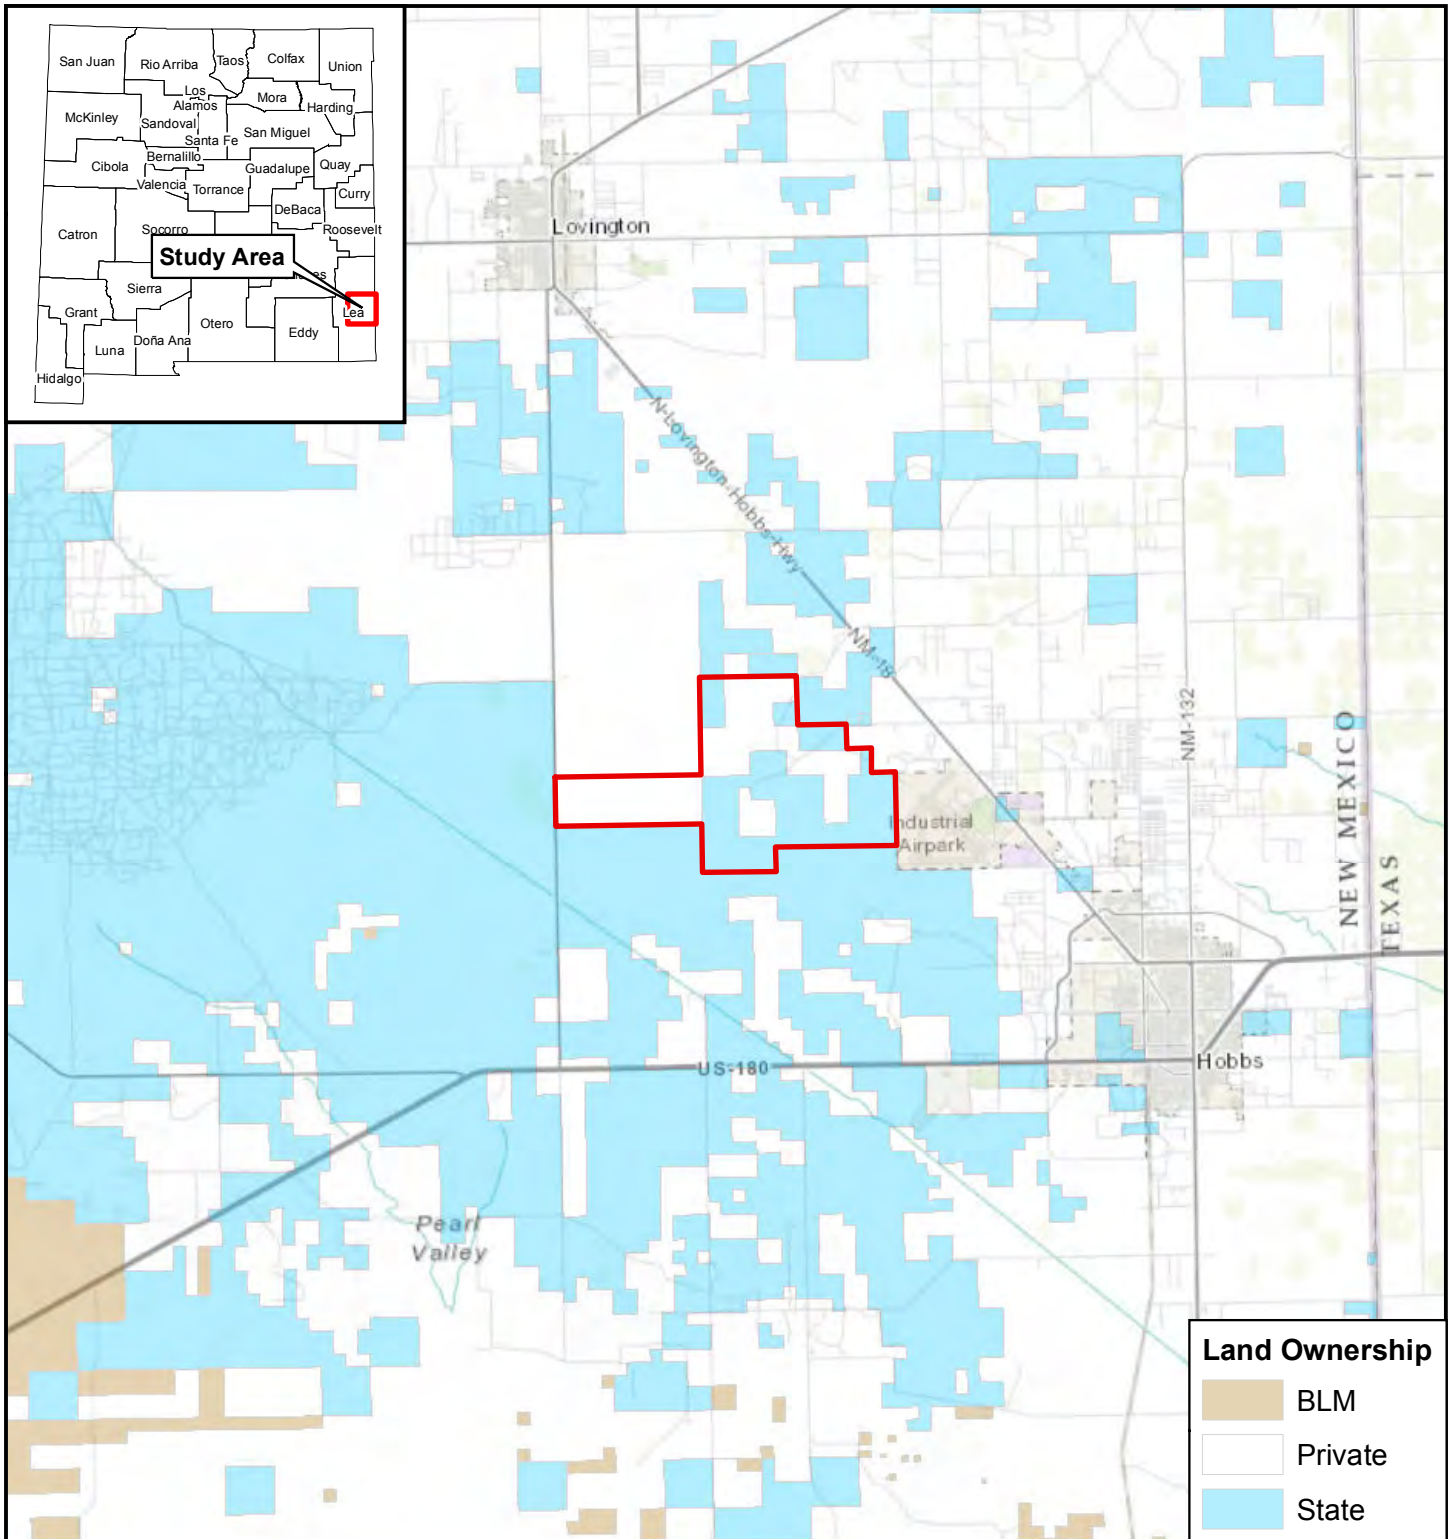 San Juan
Rio Arriba
Taos
Colfax
Union
Los
Alamos
Mora
Harding
McKinley
Sandoval
Santa Fe
San Miguel
Bernalillo
Cibola
Guadalupe
Quay
Valencia
Torrance
Curry
DeBaca
Catron
Socorro
Roosevelt
Study Area
Sierra
Lea
Grant
Otero
Eddy
Luna
Doña Ana
Hidalgo
Lovington
N-Lovington-Hobbs-Hwy
NM-18
NM-132
Industrial
Airpark
NEW MEXICO
TEXAS
US-180
Hobbs
Pearl
Valley
Land Ownership
BLM
Private
State